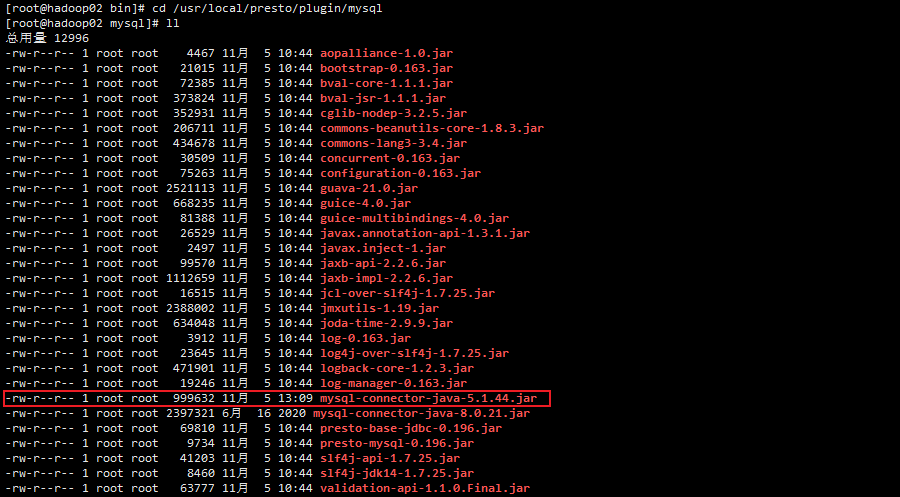 [root@hadoop02 bin]# cd /usr/local/presto/plugin/mysql
[root@hadoop02 mysql]# ll
总用量 12996
-rw-r--r-- 1 root root    4467 11月  5 10:44 aopalliance-1.0.jar
-rw-r--r-- 1 root root   21015 11月  5 10:44 bootstrap-0.163.jar
-rw-r--r-- 1 root root   72385 11月  5 10:44 bval-core-1.1.1.jar
-rw-r--r-- 1 root root  373824 11月  5 10:44 bval-jsr-1.1.1.jar
-rw-r--r-- 1 root root  352931 11月  5 10:44 cglib-nodep-3.2.5.jar
-rw-r--r-- 1 root root  206711 11月  5 10:44 commons-beanutils-core-1.8.3.jar
-rw-r--r-- 1 root root  434678 11月  5 10:44 commons-lang3-3.4.jar
-rw-r--r-- 1 root root   30509 11月  5 10:44 concurrent-0.163.jar
-rw-r--r-- 1 root root   75263 11月  5 10:44 configuration-0.163.jar
-rw-r--r-- 1 root root 2521113 11月  5 10:44 guava-21.0.jar
-rw-r--r-- 1 root root  668235 11月  5 10:44 guice-4.0.jar
-rw-r--r-- 1 root root   81388 11月  5 10:44 guice-multibindings-4.0.jar
-rw-r--r-- 1 root root   26529 11月  5 10:44 javax.annotation-api-1.3.1.jar
-rw-r--r-- 1 root root    2497 11月  5 10:44 javax.inject-1.jar
-rw-r--r-- 1 root root   99570 11月  5 10:44 jaxb-api-2.2.6.jar
-rw-r--r-- 1 root root 1112659 11月  5 10:44 jaxb-impl-2.2.6.jar
-rw-r--r-- 1 root root   16515 11月  5 10:44 jcl-over-slf4j-1.7.25.jar
-rw-r--r-- 1 root root 2388002 11月  5 10:44 jmxutils-1.19.jar
-rw-r--r-- 1 root root  634048 11月  5 10:44 joda-time-2.9.9.jar
-rw-r--r-- 1 root root    3912 11月  5 10:44 log-0.163.jar
-rw-r--r-- 1 root root   23645 11月  5 10:44 log4j-over-slf4j-1.7.25.jar
-rw-r--r-- 1 root root  471901 11月  5 10:44 logback-core-1.2.3.jar
-rw-r--r-- 1 root root   19246 11月  5 10:44 log-manager-0.163.jar
-rw-r--r-- 1 root root  999632 11月  5 13:09 mysql-connector-java-5.1.44.jar
-rw-r--r-- 1 root root 2397321 6月  16 2020 mysql-connector-java-8.0.21.jar
-rw-r--r-- 1 root root   69810 11月  5 10:44 presto-base-jdbc-0.196.jar
-rw-r--r-- 1 root root    9734 11月  5 10:44 presto-mysql-0.196.jar
-rw-r--r-- 1 root root   41203 11月  5 10:44 slf4j-api-1.7.25.jar
-rw-r--r-- 1 root root    8460 11月  5 10:44 slf4j-jdk14-1.7.25.jar
-rw-r--r-- 1 root root   63777 11月  5 10:44 validation-api-1.1.0.Final.jar